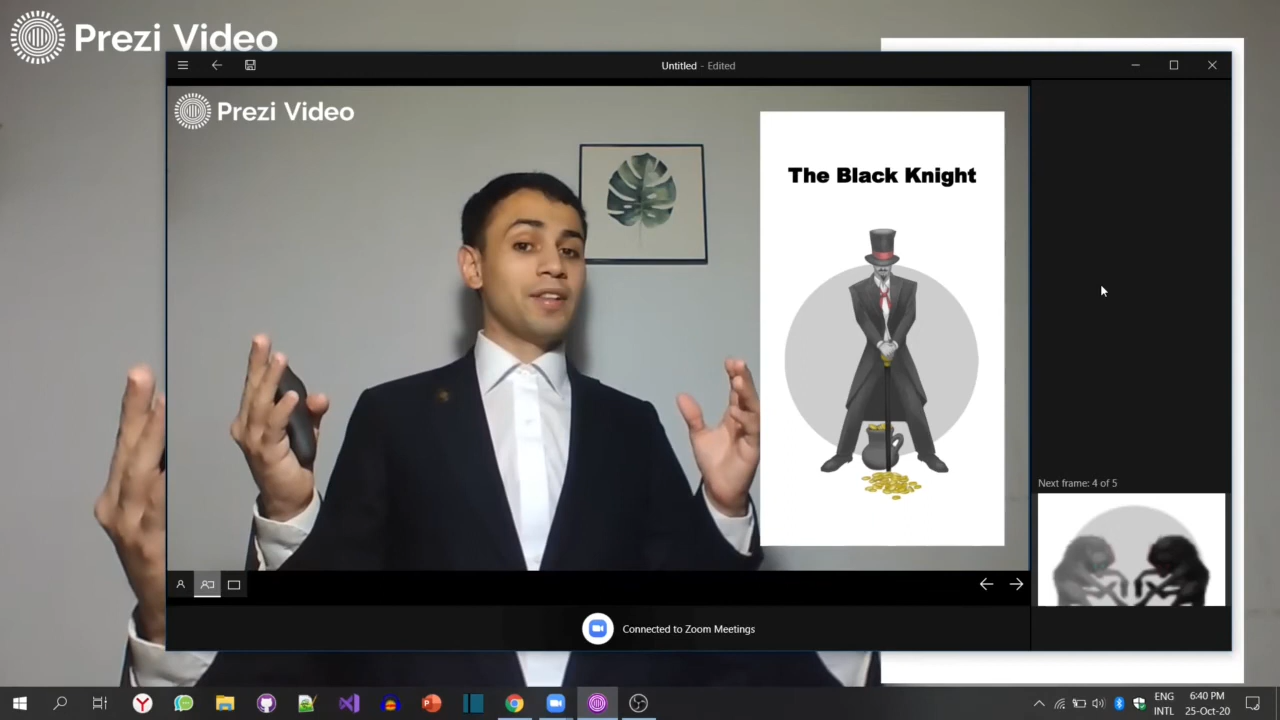 Prezi Video
Untitled - Edited
Prezi Video
The Black Knight
Next frame: 4 of 5
Connected to Zoom Meetings
ENG
INTL
6:40 PM
25-Oct-20